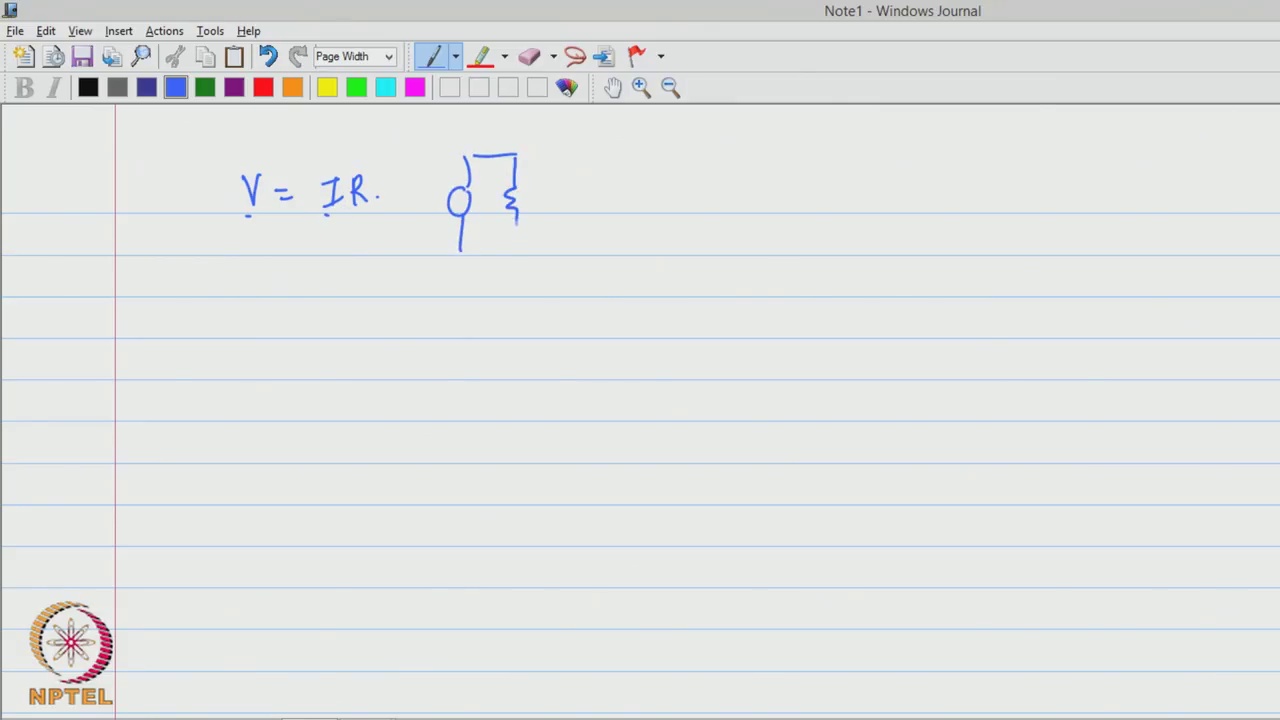 Note1 - Windows Journal
File Edit View Insert Actions Tools Help
Page Width
B I
V = IR.
NPTEL